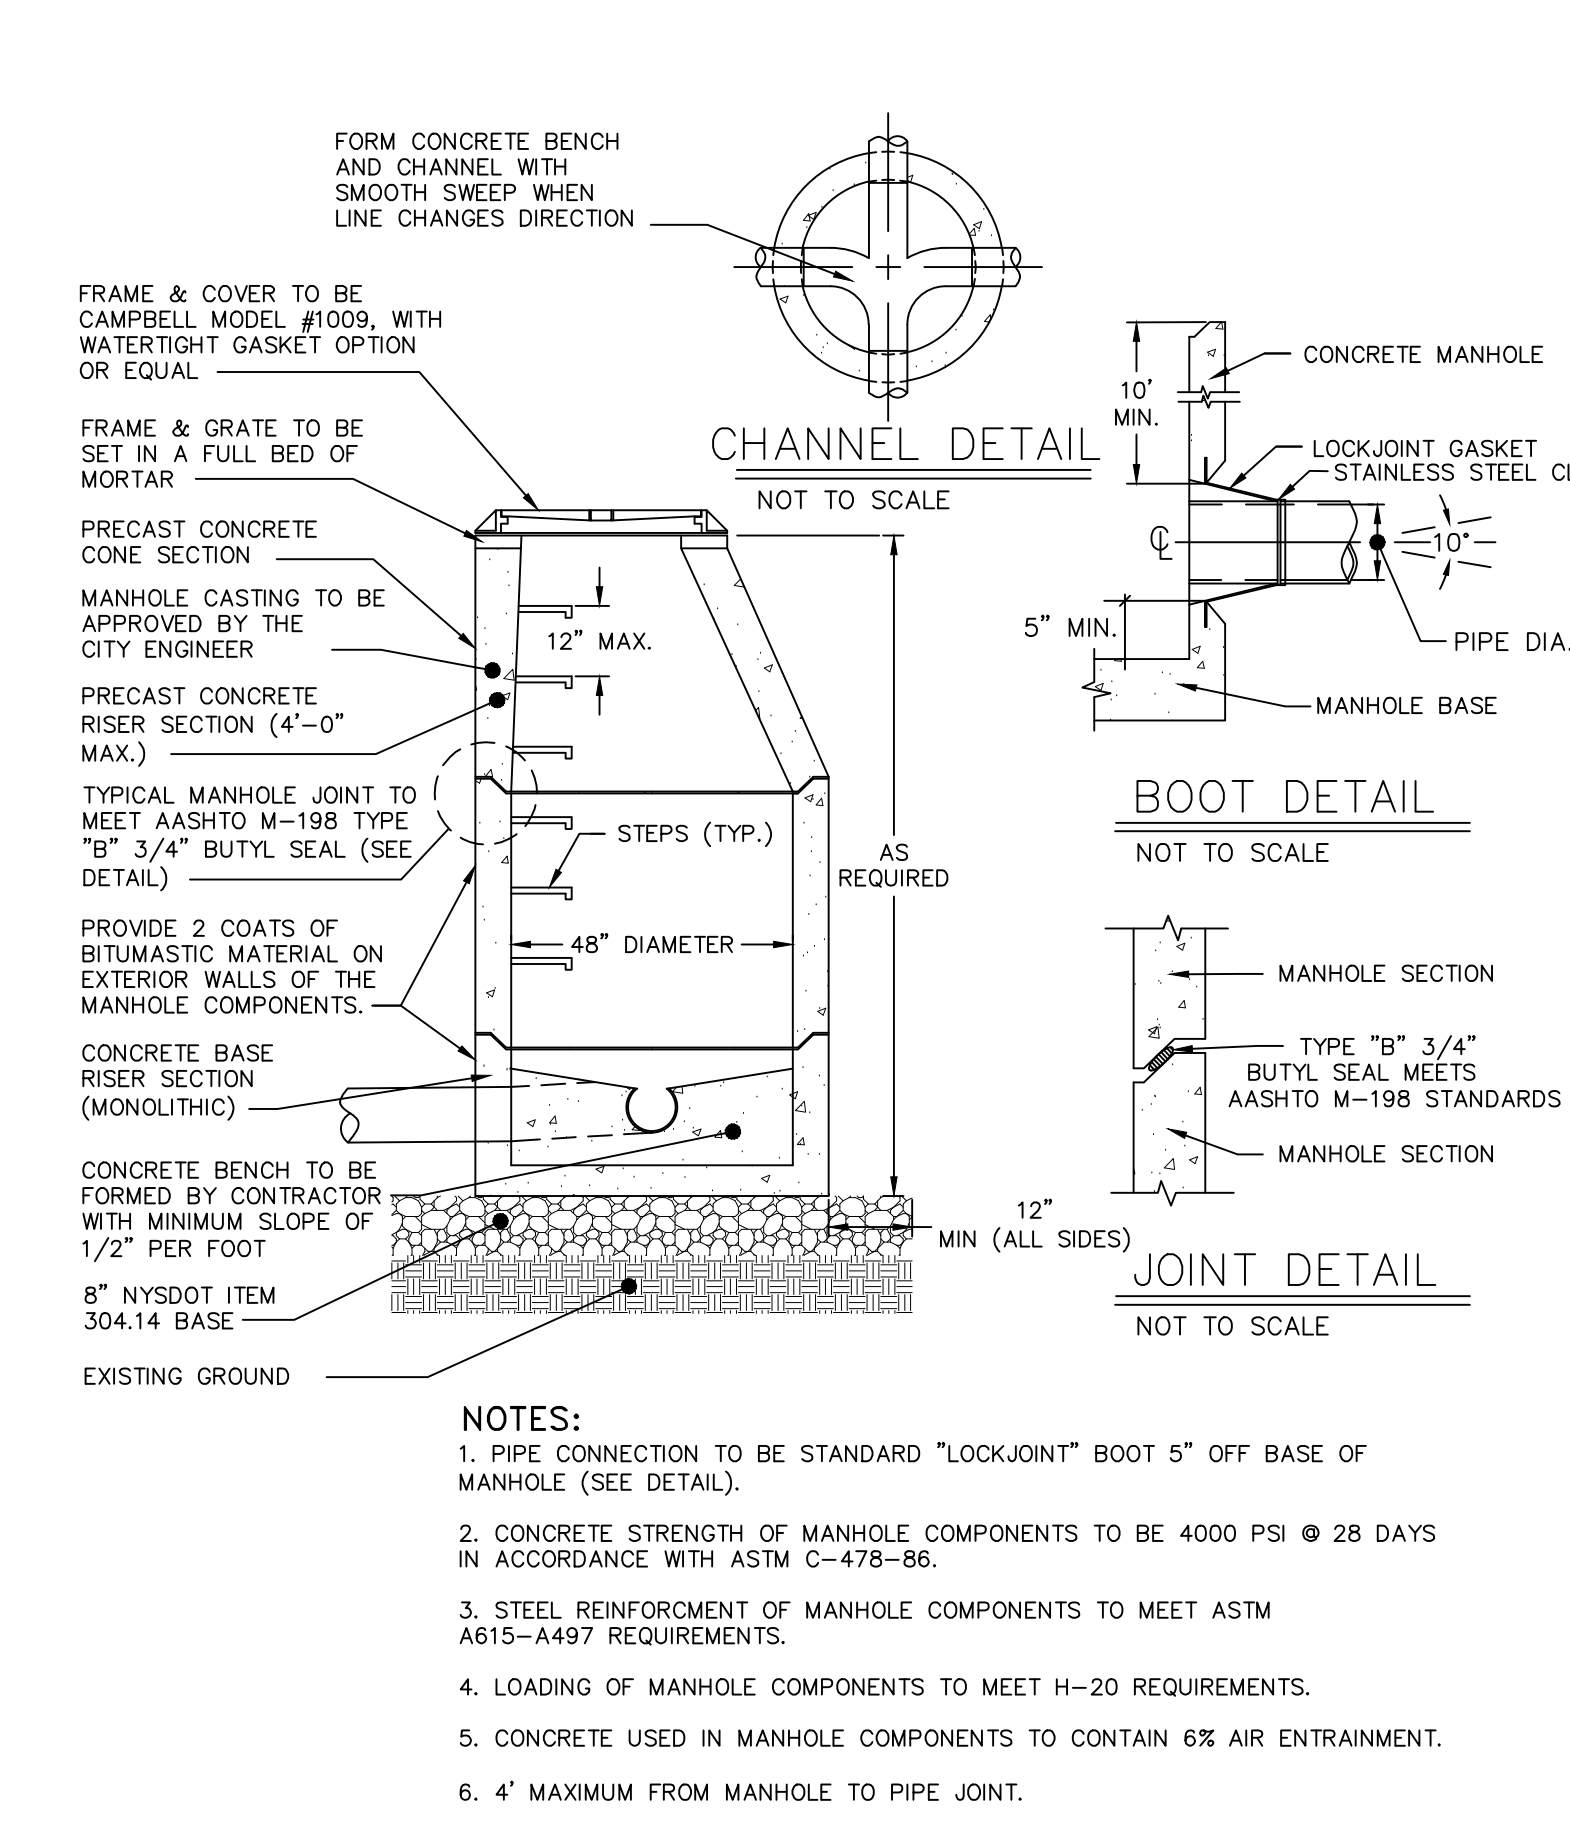 FORM CONCRETE BENCH
AND CHANNEL WITH
SMOOTH SWEEP WHEN
LINE CHANGES DIRECTION
FRAME & COVER TO BE
CAMPBELL MODEL #1009, WITH
WATERTIGHT GASKET OPTION
OR EQUAL
FRAME & GRATE TO BE
SET IN A FULL BED OF
MORTAR
PRECAST CONCRETE
CONE SECTION
MANHOLE CASTING TO BE
APPROVED BY THE
CITY ENGINEER
PRECAST CONCRETE
RISER SECTION (4'-0"
MAX.)
TYPICAL MANHOLE JOINT TO
MEET AASHTO M-198 TYPE
"B" 3/4" BUTYL SEAL (SEE
DETAIL)
PROVIDE 2 COATS OF
BITUMASTIC MATERIAL ON
EXTERIOR WALLS OF THE
MANHOLE COMPONENTS.
CONCRETE BASE
RISER SECTION
(MONOLITHIC)
CONCRETE BENCH TO BE
FORMED BY CONTRACTOR
WITH MINIMUM SLOPE OF
1/2" PER FOOT
8" NYSDOT ITEM
304.14 BASE
EXISTING GROUND
12" MAX.
STEPS (TYP.)
48" DIAMETER
AS
REQUIRED
12"
MIN (ALL SIDES)
CHANNEL DETAIL
NOT TO SCALE
10'
MIN.
CONCRETE MANHOLE
LOCKJOINT GASKET
STAINLESS STEEL
CL
10°
5" MIN.
PIPE DIA.
MANHOLE BASE
BOOT DETAIL
NOT TO SCALE
MANHOLE SECTION
TYPE "B" 3/4"
BUTYL SEAL MEETS
AASHTO M-198 STANDARDS
MANHOLE SECTION
JOINT DETAIL
NOT TO SCALE
NOTES:
1. PIPE CONNECTION TO BE STANDARD "LOCKJOINT" BOOT 5" OFF BASE OF
MANHOLE (SEE DETAIL).
2. CONCRETE STRENGTH OF MANHOLE COMPONENTS TO BE 4000 PSI @ 28 DAYS
IN ACCORDANCE WITH ASTM C-478-86.
3. STEEL REINFORCMENT OF MANHOLE COMPONENTS TO MEET ASTM
A615-A497 REQUIREMENTS.
4. LOADING OF MANHOLE COMPONENTS TO MEET H-20 REQUIREMENTS.
5. CONCRETE USED IN MANHOLE COMPONENTS TO CONTAIN 6% AIR ENTRAINMENT.
6. 4' MAXIMUM FROM MANHOLE TO PIPE JOINT.